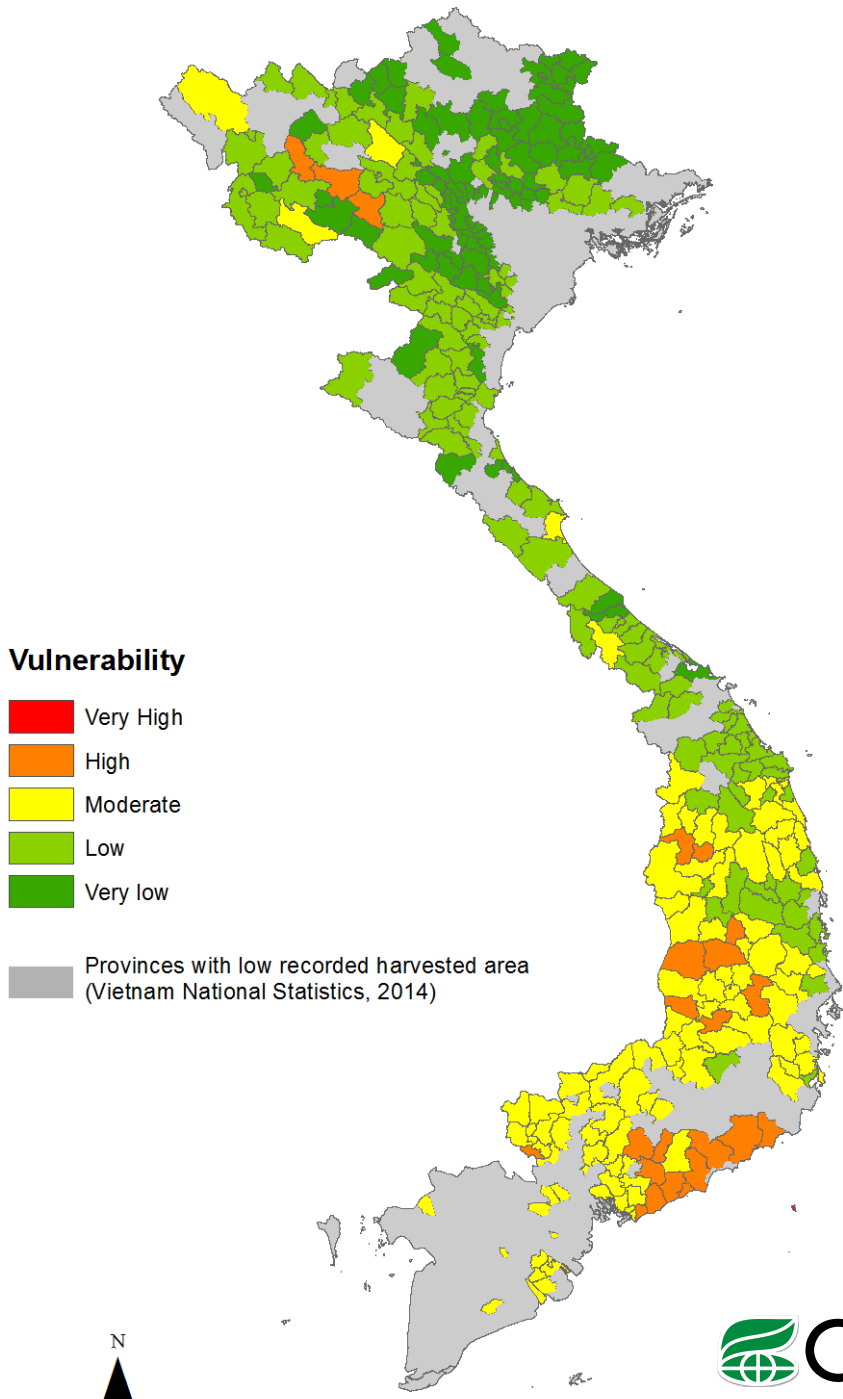 Vulnerability
Very High
High
Moderate
Low
Very low
Provinces with low recorded harvested area
(Vietnam National Statistics, 2014)
N